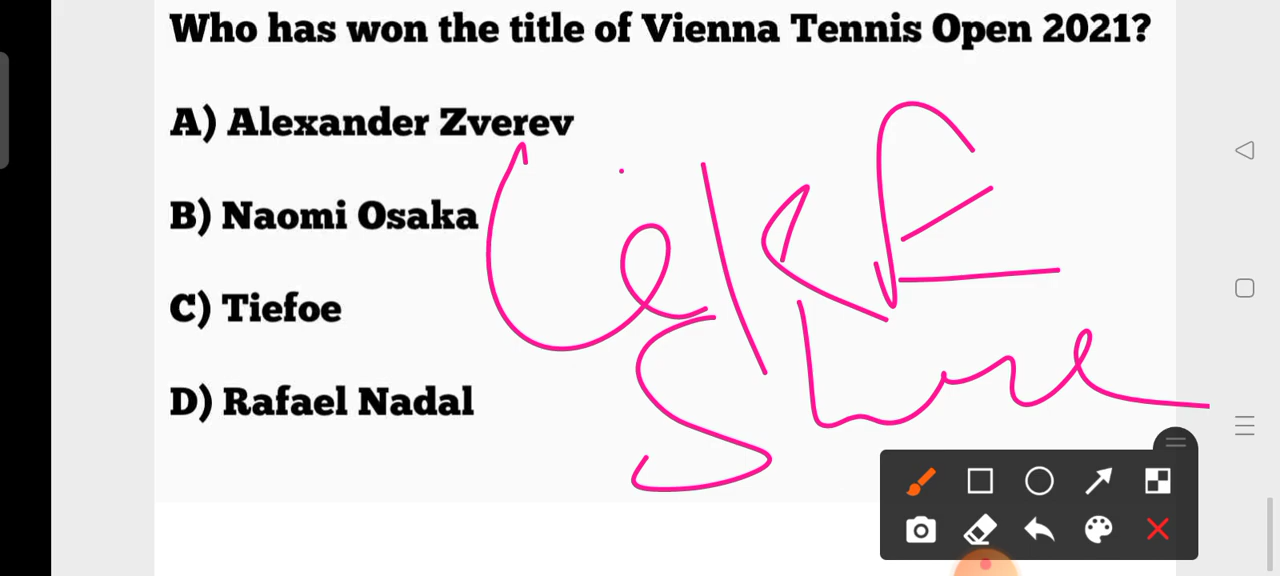 Who has won the title of Vienna Tennis Open 2021?
A) Alexander Zverev
B) Naomi Osaka
C) Tiefoe
D) Rafael Nadal